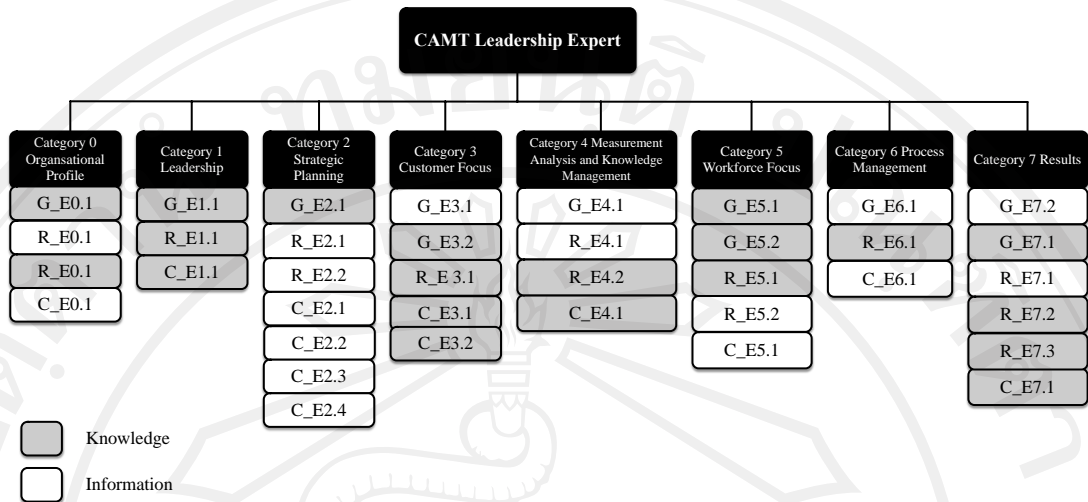 CAMT Leadership Expert
Category 0
Organsational
Profile
G_E0.1
R_E0.1
R_E0.1
C_E0.1
Category 1
Leadership
G_E1.1
R_E1.1
C_E1.1
Category 2
Strategic
Planning
G_E2.1
R_E2.1
R_E2.2
C_E2.1
C_E2.2
C_E2.3
C_E2.4
Category 3
Customer Focus
G_E3.1
G_E3.2
R_E 3.1
C_E3.1
C_E3.2
Category 4 Measurement
Analysis and Knowledge
Management
G_E4.1
R_E4.1
R_E4.2
C_E4.1
Category 5
Workforce Focus
G_E5.1
G_E5.2
R_E5.1
R_E5.2
C_E5.1
Category 6 Process
Management
G_E6.1
R_E6.1
C_E6.1
Category 7 Results
G_E7.2
G_E7.1
R_E7.1
R_E7.2
R_E7.3
C_E7.1
Knowledge
Information